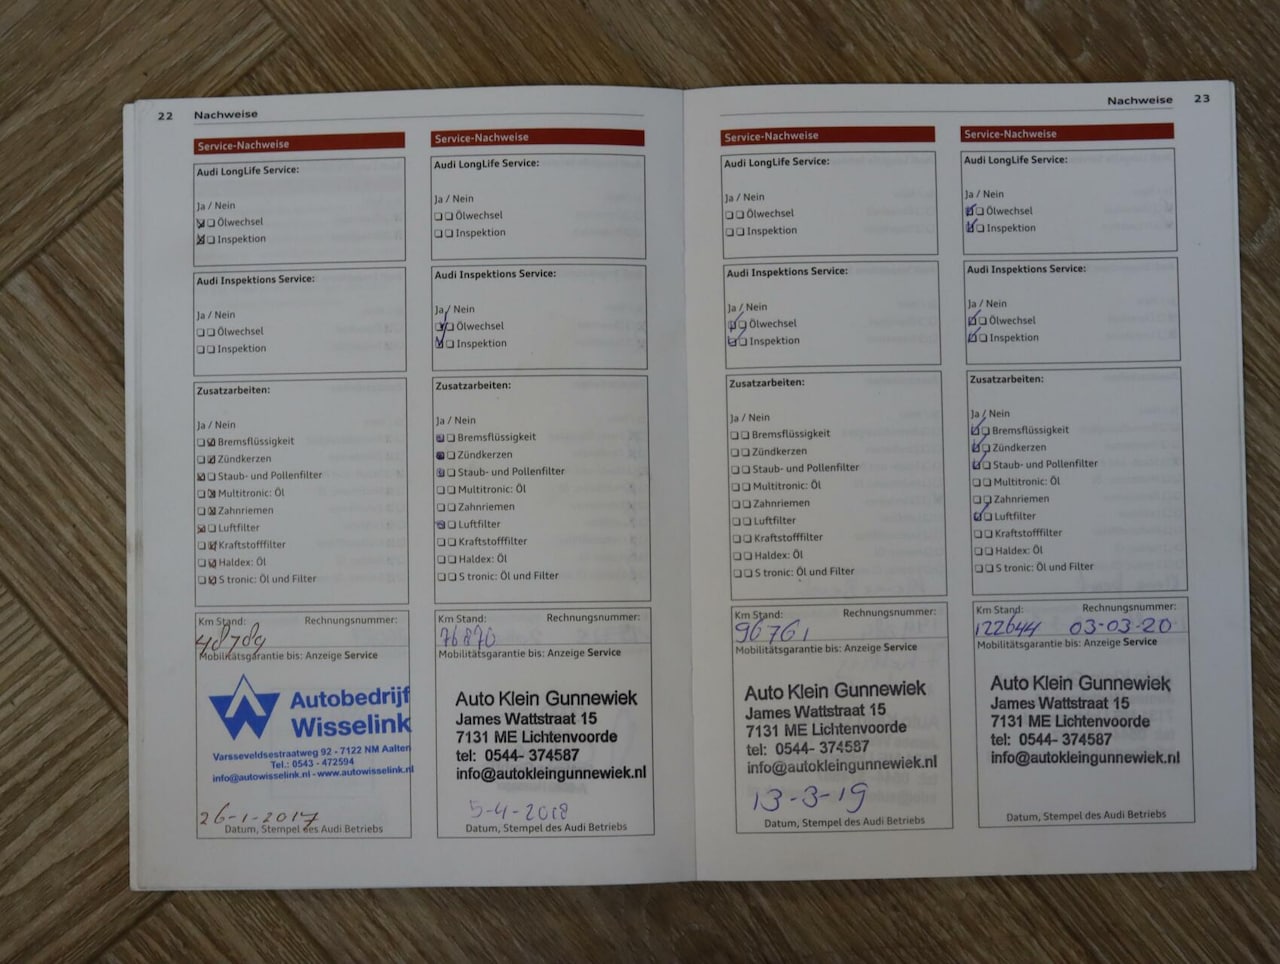 22 Nachweise
Service-Nachweise
Audi LongLife Service:
Ja / Nein
Ölwechsel
Inspektion
Audi Inspektions Service:
Ja / Nein
Ölwechsel
Inspektion
Zusatzarbeiten:
Ja / Nein
Bremsflüssigkeit
Zündkerzen
Staub- und Pollenfilter
Multitronic: Öl
Zahnriemen
Luftfilter
Kraftstofffilter
Haldex: Öl
S tronic: Öl und Filter
Km Stand: Rechnungsnummer:
48789
Mobilitätsgarantie bis: Anzeige Service
Autobedrijf
Wisselink
Varsseveldsestraatweg 92 - 7122 NM Aalten
Tel.: 0543 - 472594
info@autowisselink.nl - www.autowisselink.nl
26-1-2017
Datum, Stempel des Audi Betriebs
Service-Nachweise
Audi LongLife Service:
Ja / Nein
Ölwechsel
Inspektion
Audi Inspektions Service:
Ja / Nein
Ölwechsel
Inspektion
Zusatzarbeiten:
Ja / Nein
Bremsflüssigkeit
Zündkerzen
Staub- und Pollenfilter
Multitronic: Öl
Zahnriemen
Luftfilter
Kraftstofffilter
Haldex: Öl
S tronic: Öl und Filter
Km Stand: Rechnungsnummer:
76870
Mobilitätsgarantie bis: Anzeige Service
Auto Klein Gunnewiek
James Wattstraat 15
7131 ME Lichtenvoorde
tel: 0544- 374587
info@autokleingunnewiek.nl
5-4-2018
Datum, Stempel des Audi Betriebs
Nachweise 23
Service-Nachweise
Audi LongLife Service:
Ja / Nein
Ölwechsel
Inspektion
Audi Inspektions Service:
Ja / Nein
Ölwechsel
Inspektion
Zusatzarbeiten:
Ja / Nein
Bremsflüssigkeit
Zündkerzen
Staub- und Pollenfilter
Multitronic: Öl
Zahnriemen
Luftfilter
Kraftstofffilter
Haldex: Öl
S tronic: Öl und Filter
Km Stand: Rechnungsnummer:
96761
Mobilitätsgarantie bis: Anzeige Service
Auto Klein Gunnewiek
James Wattstraat 15
7131 ME Lichtenvoorde
tel: 0544- 374587
info@autokleingunnewiek.nl
13-3-19
Datum, Stempel des Audi Betriebs
Service-Nachweise
Audi LongLife Service:
Ja / Nein
Ölwechsel
Inspektion
Audi Inspektions Service:
Ja / Nein
Ölwechsel
Inspektion
Zusatzarbeiten:
Ja / Nein
Bremsflüssigkeit
Zündkerzen
Staub- und Pollenfilter
Multitronic: Öl
Zahnriemen
Luftfilter
Kraftstofffilter
Haldex: Öl
S tronic: Öl und Filter
Km Stand: Rechnungsnummer:
122644 03-03-20
Mobilitätsgarantie bis: Anzeige Service
Auto Klein Gunnewiek
James Wattstraat 15
7131 ME Lichtenvoorde
tel: 0544- 374587
info@autokleingunnewiek.nl
Datum, Stempel des Audi Betriebs